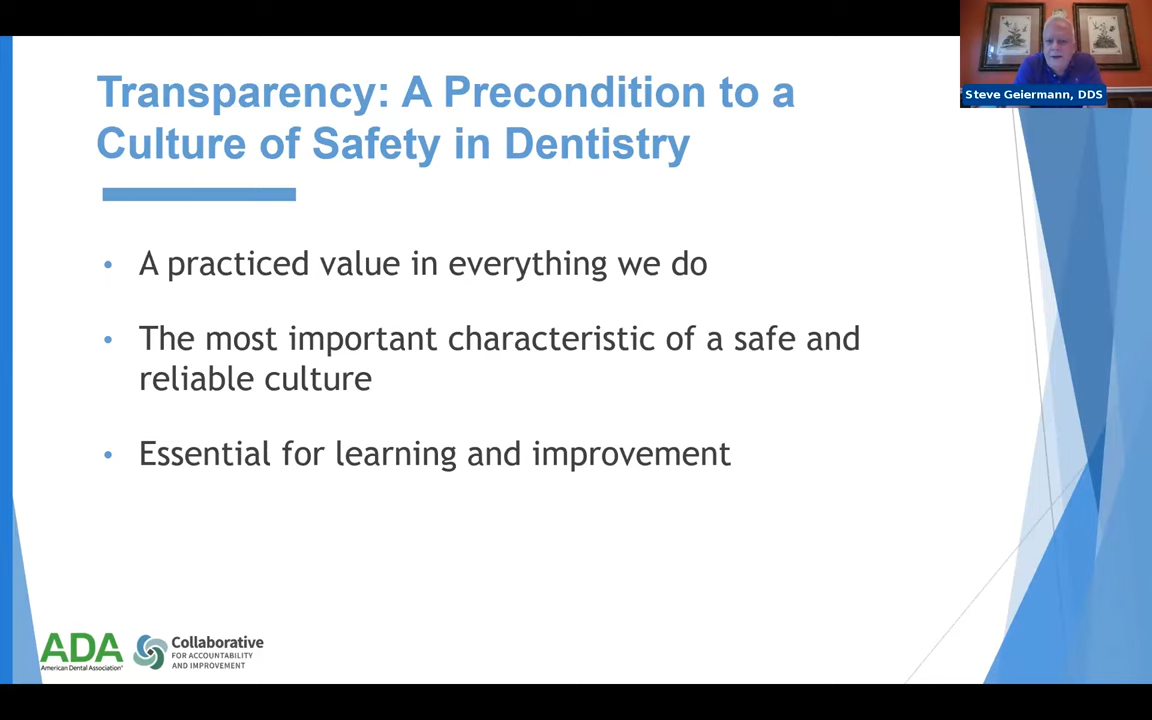 Steve Geiermann, DDS
Transparency: A Precondition to a
Culture of Safety in Dentistry
• A practiced value in everything we do
• The most important characteristic of a safe and
reliable culture
• Essential for learning and improvement
ADA
American Dental Association®
Collaborative
FOR ACCOUNTABILITY
AND IMPROVEMENT